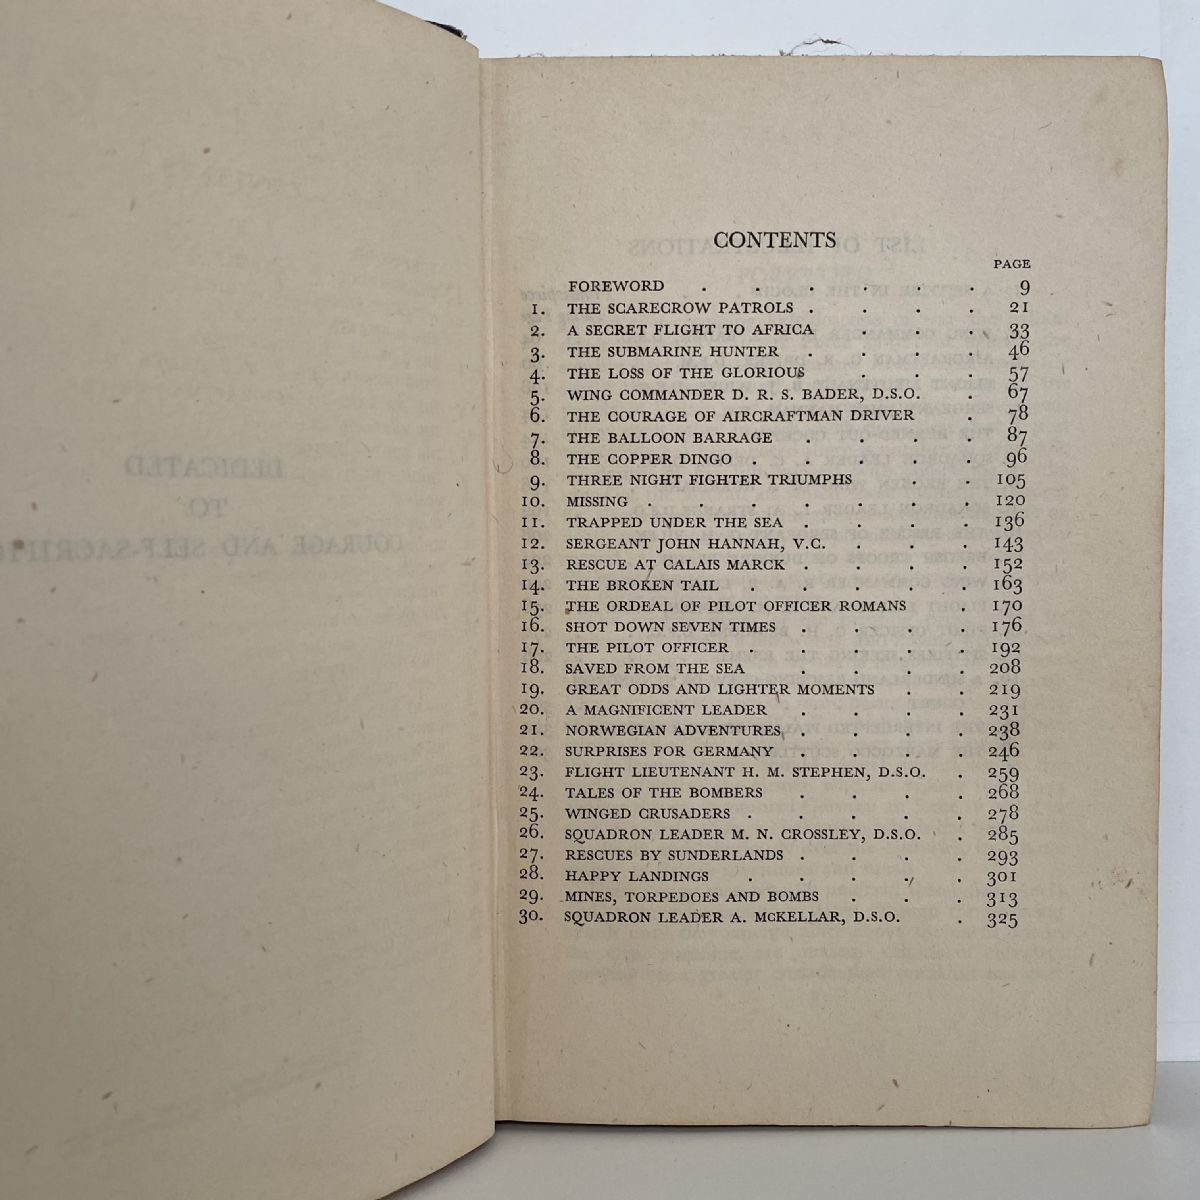 DEDICATED
TO
COURAGE AND SELF-SACRIFI
CONTENTS
PAGE
FOREWORD . . . . . . 9
1. THE SCARECROW PATROLS . . . . 21
2. A SECRET FLIGHT TO AFRICA . . . 33
3. THE SUBMARINE HUNTER . . . . 46
4. THE LOSS OF THE GLORIOUS . . . 57
5. WING COMMANDER D. R. S. BADER, D.S.O. . 67
6. THE COURAGE OF AIRCRAFTMAN DRIVER . 78
7. THE BALLOON BARRAGE . . . . 87
8. THE COPPER DINGO . . . . . 96
9. THREE NIGHT FIGHTER TRIUMPHS . . 105
10. MISSING . . . . . . . 120
11. TRAPPED UNDER THE SEA . . . . 136
12. SERGEANT JOHN HANNAH, V.C. . . . 143
13. RESCUE AT CALAIS MARCK . . . . 152
14. THE BROKEN TAIL . . . . . 163
15. THE ORDEAL OF PILOT OFFICER ROMANS . 170
16. SHOT DOWN SEVEN TIMES . . . . 176
17. THE PILOT OFFICER . . . . . 192
18. SAVED FROM THE SEA . . . . 208
19. GREAT ODDS AND LIGHTER MOMENTS . . 219
20. A MAGNIFICENT LEADER . . . . 231
21. NORWEGIAN ADVENTURES . . . . 238
22. SURPRISES FOR GERMANY . . . . 246
23. FLIGHT LIEUTENANT H. M. STEPHEN, D.S.O. . 259
24. TALES OF THE BOMBERS . . . . 268
25. WINGED CRUSADERS . . . . . 278
26. SQUADRON LEADER M. N. CROSSLEY, D.S.O. . 285
27. RESCUES BY SUNDERLANDS . . . . 293
28. HAPPY LANDINGS . . . . . 301
29. MINES, TORPEDOES AND BOMBS . . . 313
30. SQUADRON LEADER A. McKELLAR, D.S.O. . 325